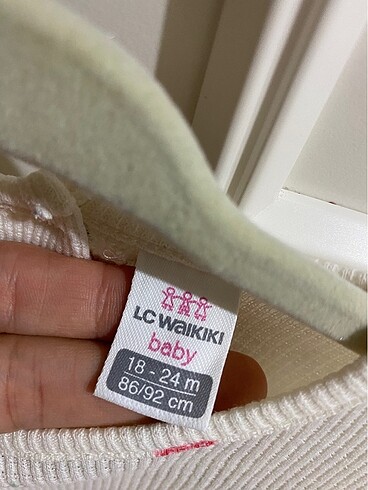 LC WAIKIKI
baby
18 - 24 m
86/92 cm